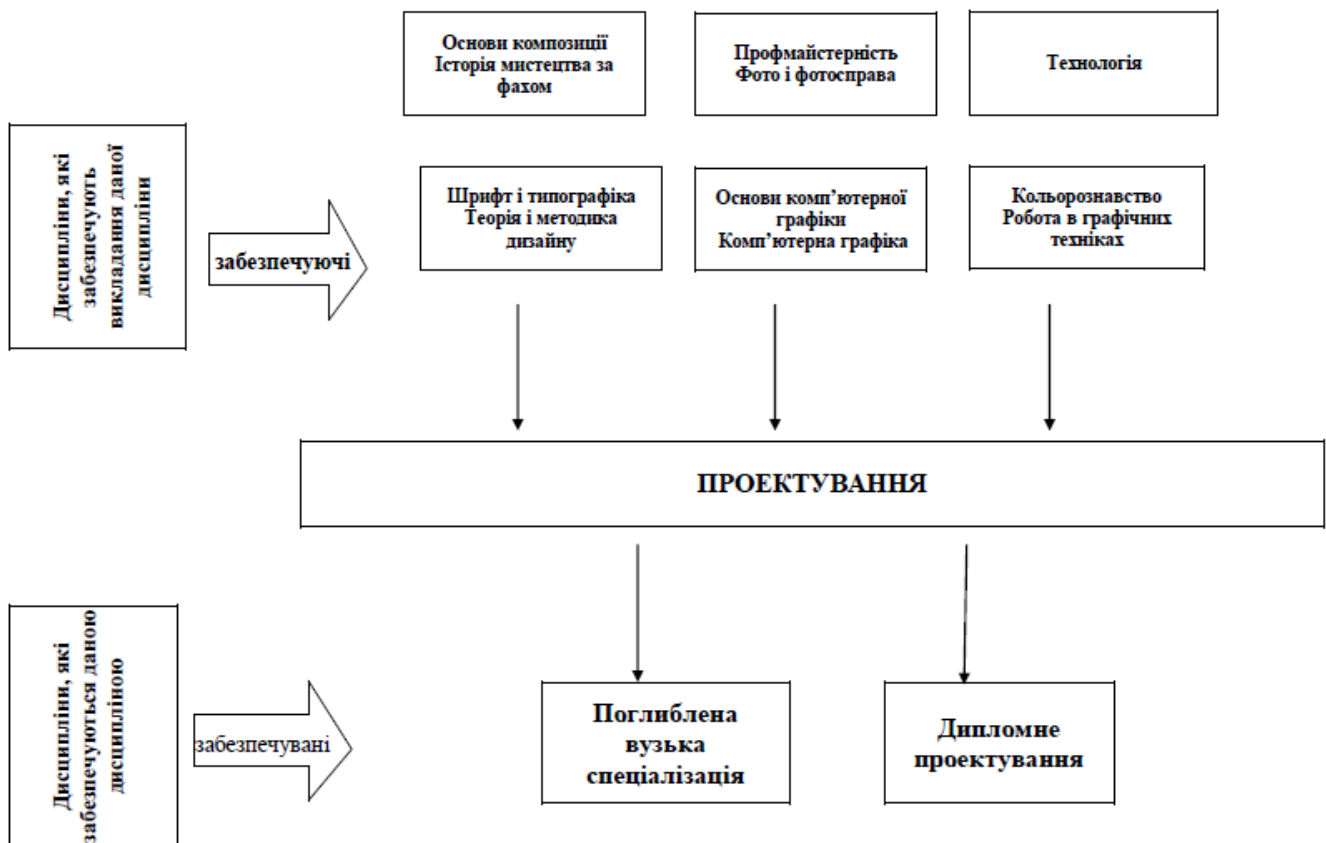 Основи композиції
Історія мистецтва за
фахом
Профмайстерність
Фото і фотосправа
Технологія
Дисципліни, які
забезпечують
викладання даної
дисципліни
забезпечуючі
Шрифт і типографіка
Теорія і методика
дизайну
Основи комп’ютерної
графіки
Комп’ютерна графіка
Кольорознавство
Робота в графічних
техніках
ПРОЕКТУВАННЯ
Дисципліни, які
забезпечуються даною
дисципліною
забезпечувані
Поглиблена
вузька
спеціалізація
Дипломне
проектування